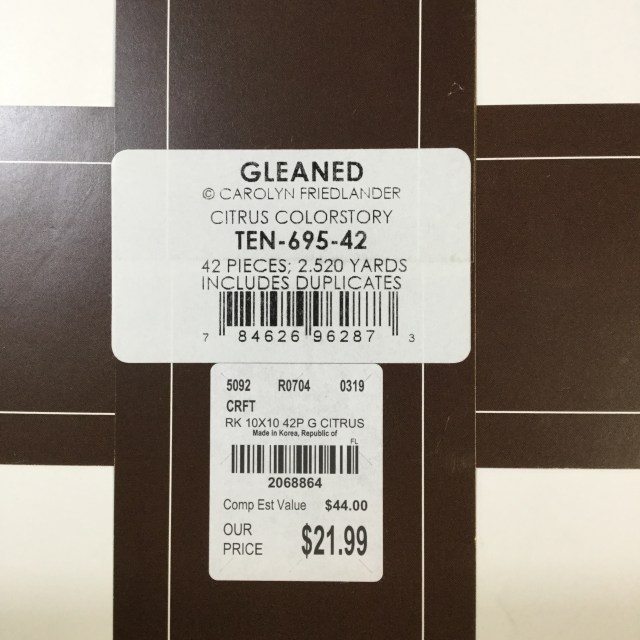 GLEANED
© CAROLYN FRIEDLANDER
CITRUS COLORSTORY
TEN-695-42
42 PIECES; 2.520 YARDS
INCLUDES DUPLICATES
7 84626 96287 3
5092 R0704 0319
CRFT
RK 10X10 42P G CITRUS
Made in Korea, Republic of
FL
2068864
Comp Est Value $44.00
OUR PRICE $21.99